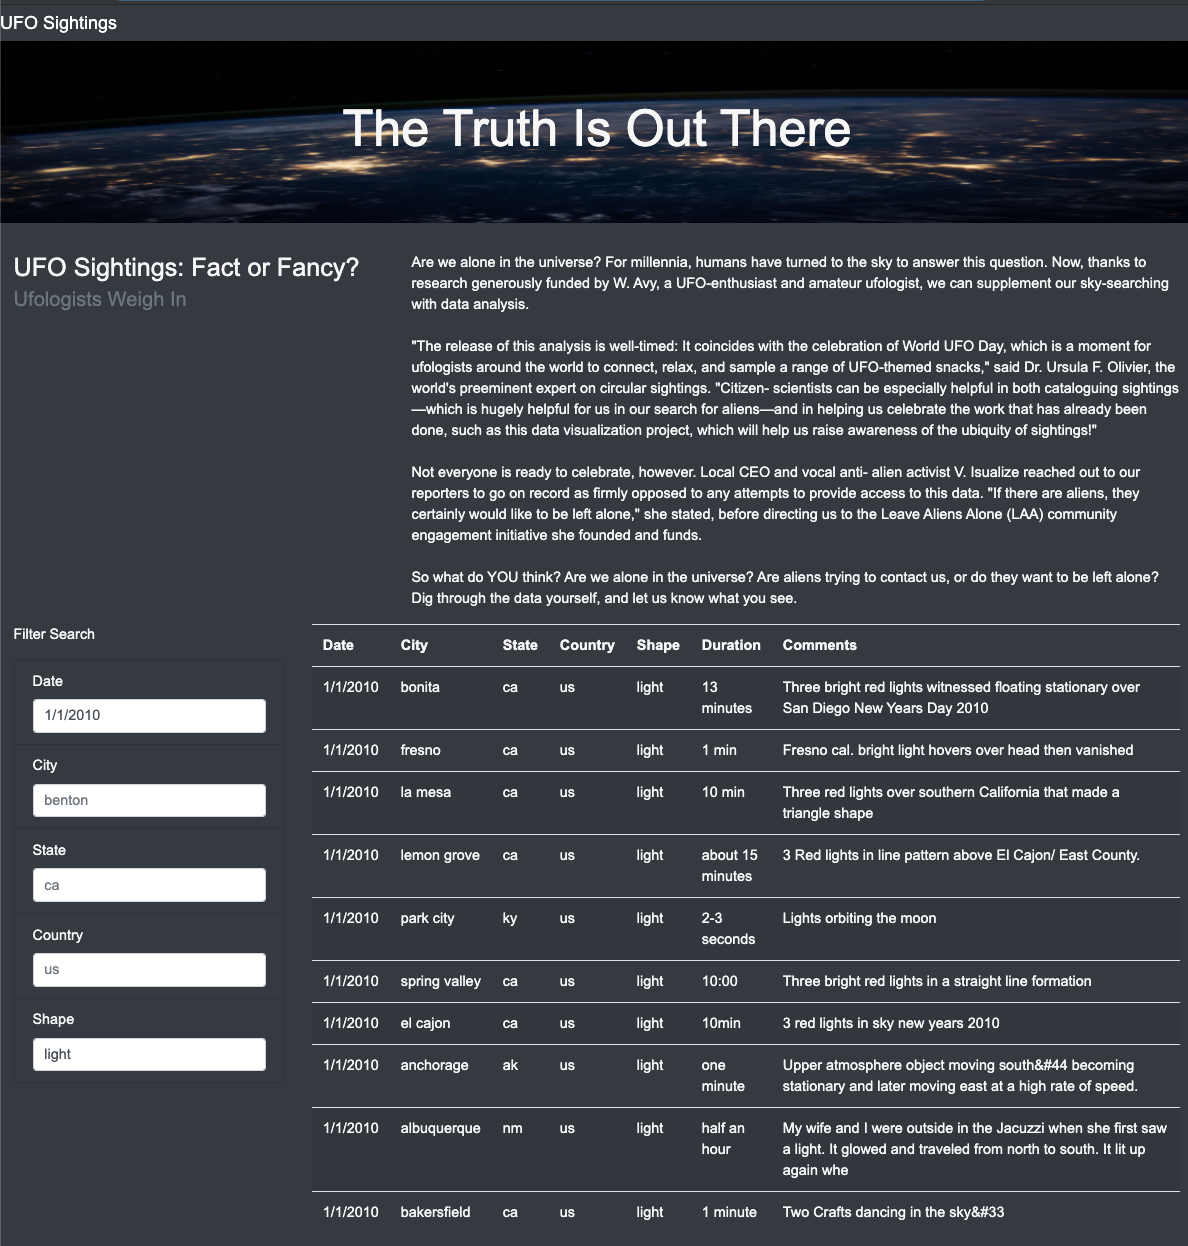 UFO Sightings
The Truth Is Out There
UFO Sightings: Fact or Fancy?
Ufologists Weigh In
Are we alone in the universe? For millennia, humans have turned to the sky to answer this question. Now, thanks to
research generously funded by W. Avy, a UFO-enthusiast and amateur ufologist, we can supplement our sky-searching
with data analysis.
"The release of this analysis is well-timed: It coincides with the celebration of World UFO Day, which is a moment for
ufologists around the world to connect, relax, and sample a range of UFO-themed snacks," said Dr. Ursula F. Olivier, the
world's preeminent expert on circular sightings. "Citizen- scientists can be especially helpful in both cataloguing sightings
—which is hugely helpful for us in our search for aliens—and in helping us celebrate the work that has already been
done, such as this data visualization project, which will help us raise awareness of the ubiquity of sightings!"
Not everyone is ready to celebrate, however. Local CEO and vocal anti- alien activist V. Isualize reached out to our
reporters to go on record as firmly opposed to any attempts to provide access to this data. "If there are aliens, they
certainly would like to be left alone," she stated, before directing us to the Leave Aliens Alone (LAA) community
engagement initiative she founded and funds.
So what do YOU think? Are we alone in the universe? Are aliens trying to contact us, or do they want to be left alone?
Dig through the data yourself, and let us know what you see.
Filter Search
Date
1/1/2010
City
benton
State
ca
Country
us
Shape
light
Date City State Country Shape Duration Comments
1/1/2010 bonita ca us light 13 Three bright red lights witnessed floating stationary over
minutes San Diego New Years Day 2010
1/1/2010 fresno ca us light 1 min Fresno cal. bright light hovers over head then vanished
1/1/2010 la mesa ca us light 10 min Three red lights over southern California that made a
triangle shape
1/1/2010 lemon grove ca us light about 15 3 Red lights in line pattern above El Cajon/ East County.
minutes
1/1/2010 park city ky us light 2-3 Lights orbiting the moon
seconds
1/1/2010 spring valley ca us light 10:00 Three bright red lights in a straight line formation
1/1/2010 el cajon ca us light 10min 3 red lights in sky new years 2010
1/1/2010 anchorage ak us light one Upper atmosphere object moving south&#44 becoming
minute stationary and later moving east at a high rate of speed.
1/1/2010 albuquerque nm us light half an My wife and I were outside in the Jacuzzi when she first saw
hour a light. It glowed and traveled from north to south. It lit up
again whe
1/1/2010 bakersfield ca us light 1 minute Two Crafts dancing in the sky&#33